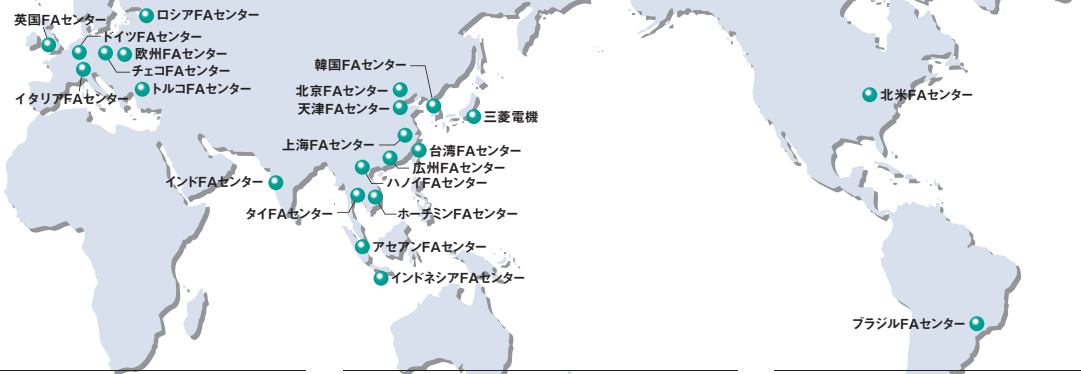 英国FAセンター
ロシアFAセンター
ドイツFAセンター
欧州FAセンター
チェコFAセンター
トルコFAセンター
イタリアFAセンター
韓国FAセンター
北京FAセンター
天津FAセンター
三菱電機
上海FAセンター
台湾FAセンター
広州FAセンター
ハノイFAセンター
インドFAセンター
タイFAセンター
ホーチミンFAセンター
アセアンFAセンター
インドネシアFAセンター
北米FAセンター
ブラジルFAセンター